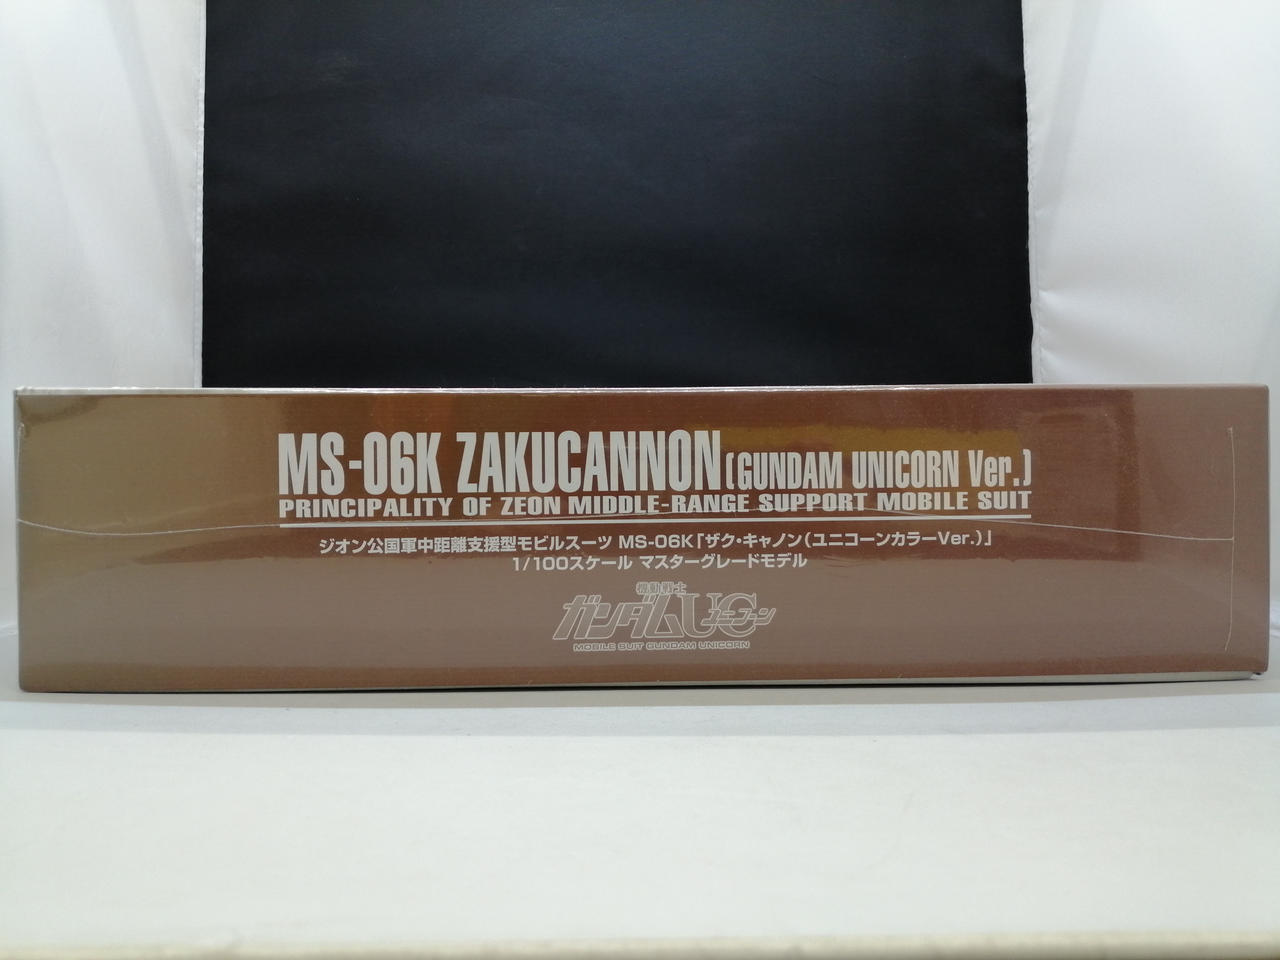 MS-06K ZAKUCANNON(GUNDAM UNICORN Ver.)
PRINCIPALITY OF ZEON MIDDLE-RANGE SUPPORT MOBILE SUIT
ジオン公国軍中距離支援型モビルスーツ MS-06K「ザク・キャノン(ユニコーンカラーVer.)」
1/100スケール マスターグレードモデル
機動戦士
ガンダムUC ユニコーン
MOBILE SUIT GUNDAM UNICORN